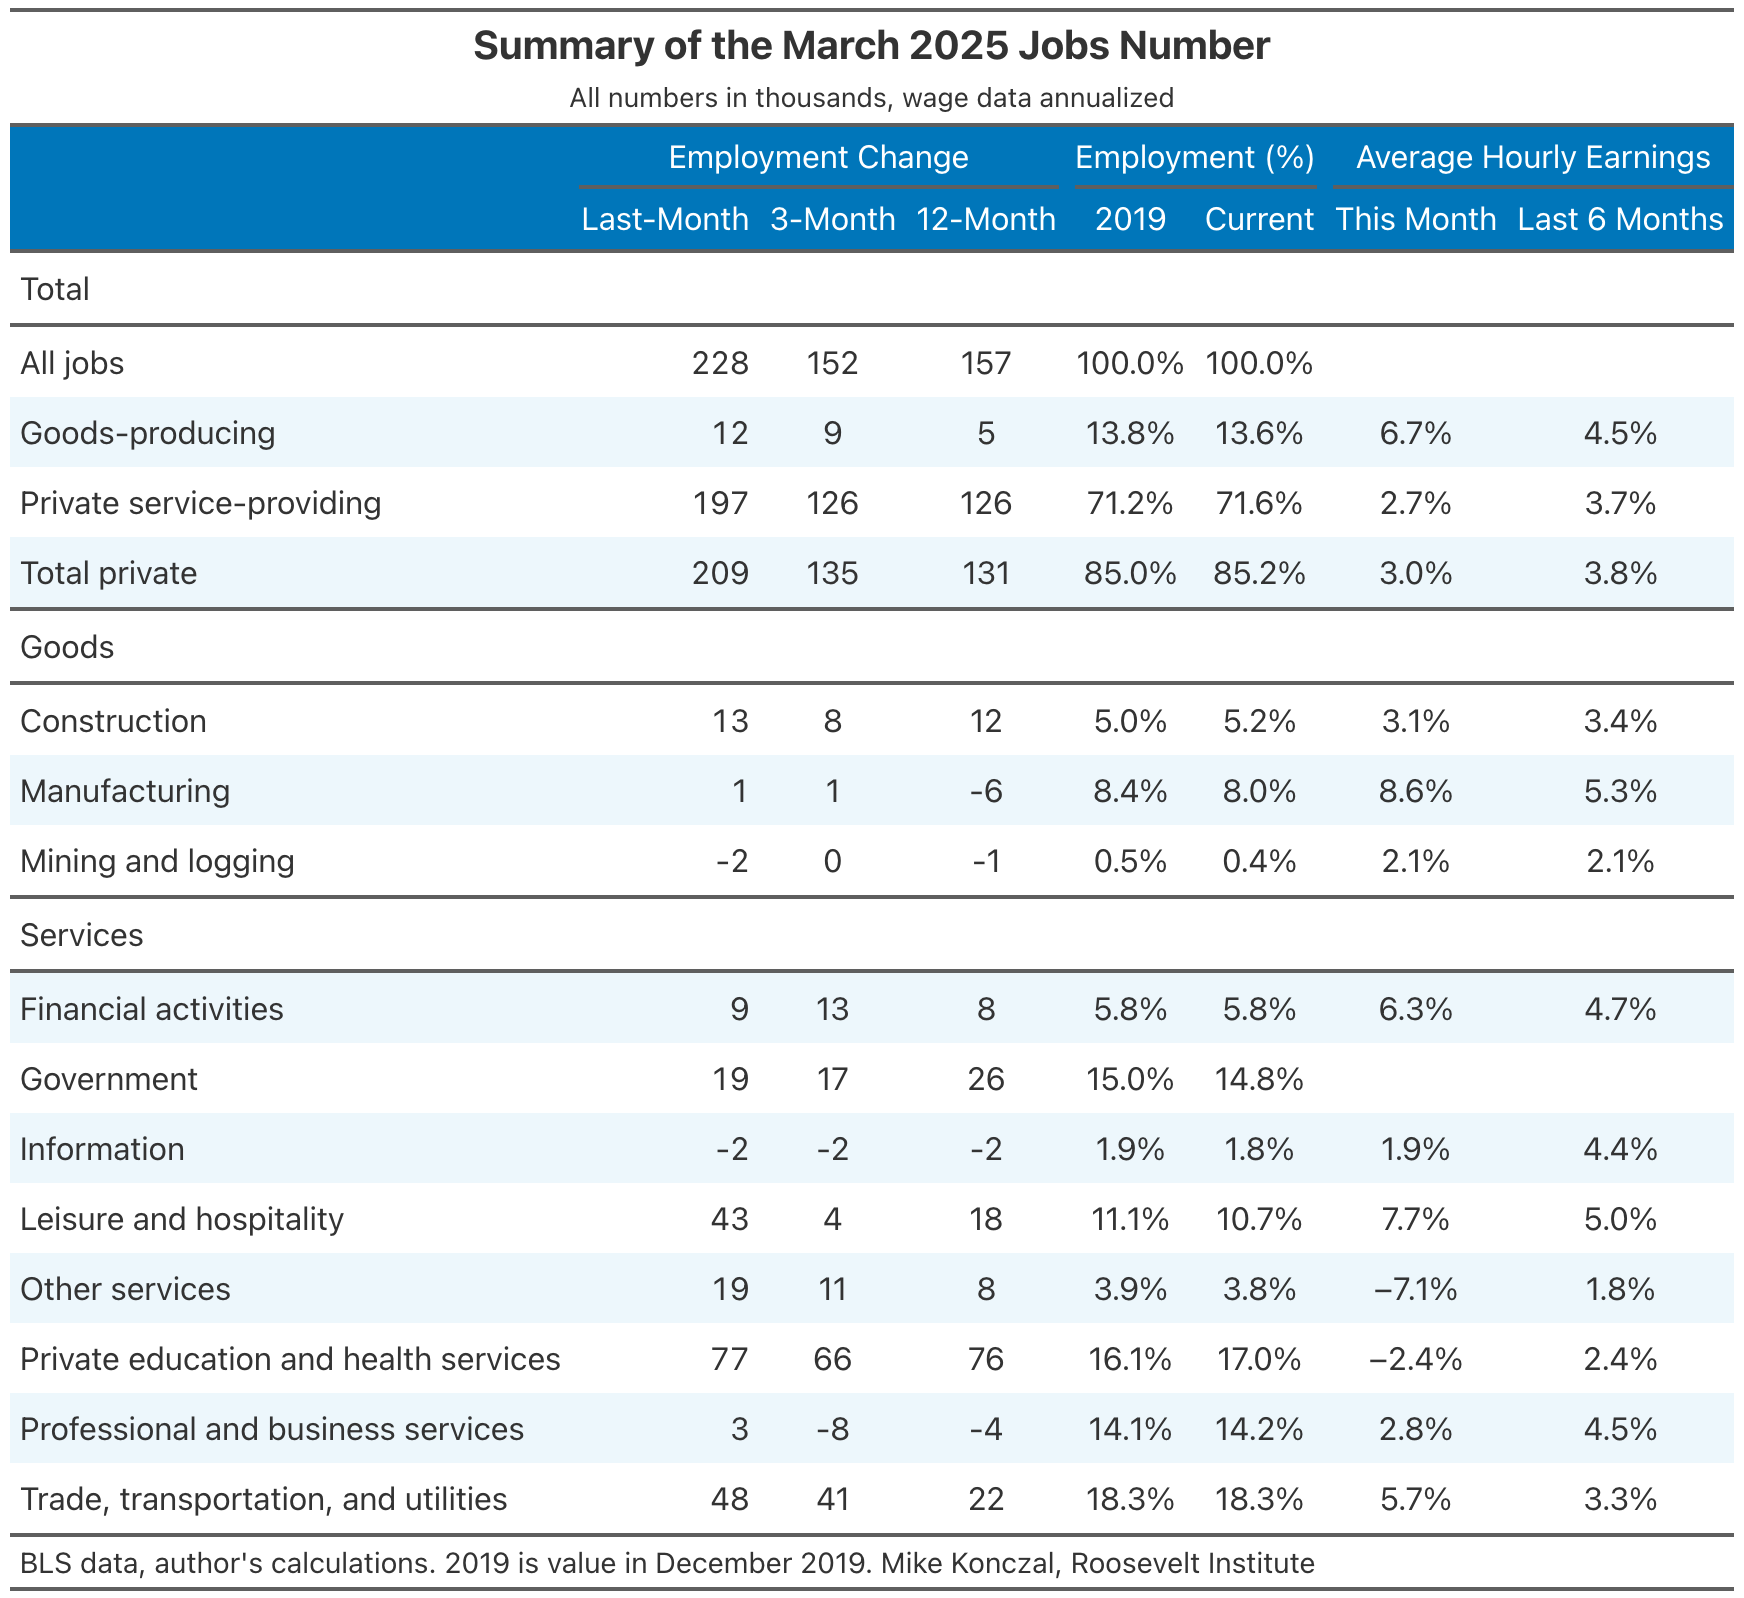 Summary of the March 2025 Jobs Number
All numbers in thousands, wage data annualized
Employment Change Employment (%) Average Hourly Earnings
Last-Month 3-Month 12-Month 2019 Current This Month Last 6 Months
Total
All jobs 228 152 157 100.0% 100.0%
Goods-producing 12 9 5 13.8% 13.6% 6.7% 4.5%
Private service-providing 197 126 126 71.2% 71.6% 2.7% 3.7%
Total private 209 135 131 85.0% 85.2% 3.0% 3.8%
Goods
Construction 13 8 12 5.0% 5.2% 3.1% 3.4%
Manufacturing 1 1 -6 8.4% 8.0% 8.6% 5.3%
Mining and logging -2 0 -1 0.5% 0.4% 2.1% 2.1%
Services
Financial activities 9 13 8 5.8% 5.8% 6.3% 4.7%
Government 19 17 26 15.0% 14.8%
Information -2 -2 -2 1.9% 1.8% 1.9% 4.4%
Leisure and hospitality 43 4 18 11.1% 10.7% 7.7% 5.0%
Other services 19 11 8 3.9% 3.8% −7.1% 1.8%
Private education and health services 77 66 76 16.1% 17.0% −2.4% 2.4%
Professional and business services 3 -8 -4 14.1% 14.2% 2.8% 4.5%
Trade, transportation, and utilities 48 41 22 18.3% 18.3% 5.7% 3.3%
BLS data, author's calculations. 2019 is value in December 2019. Mike Konczal, Roosevelt Institute